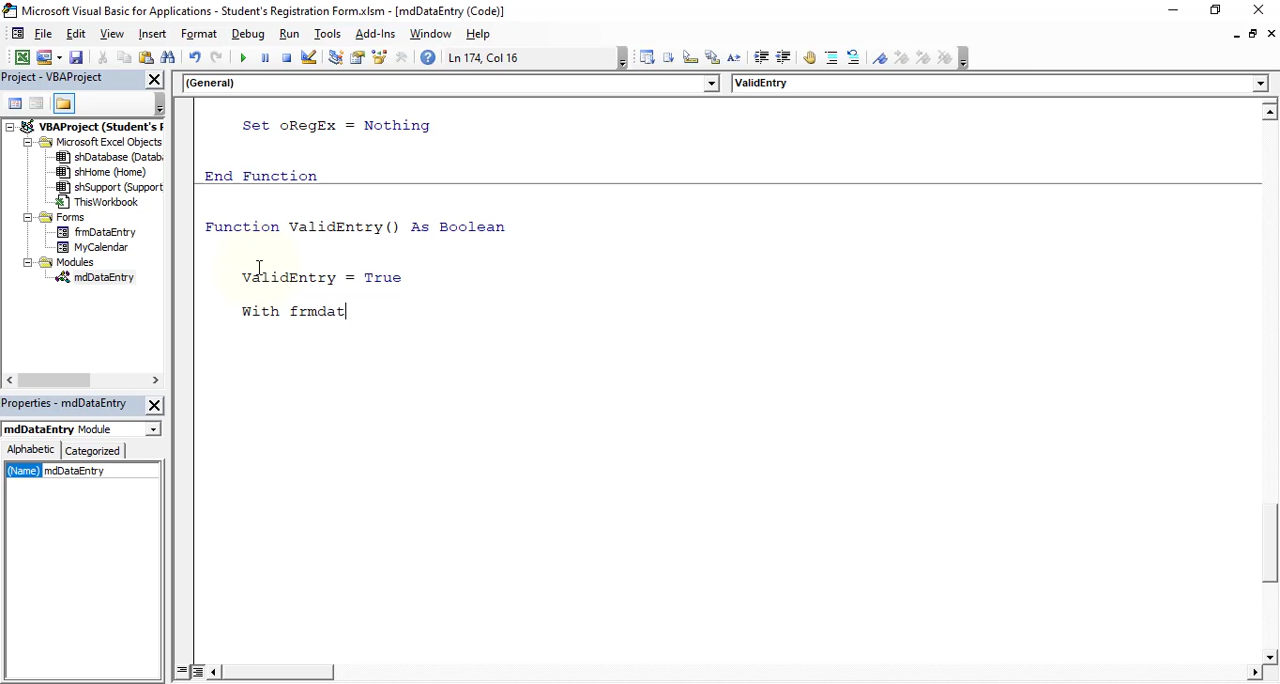 Microsoft Visual Basic for Applications - Student's Registration Form.xlsm - [mdDataEntry (Code)]
File Edit View Insert Format Debug Run Tools Add-Ins Window Help
Ln 174, Col 16
Project - VBAProject
(General) ValidEntry
VBAProject (Student's
Microsoft Excel Objects
shDatabase (Datab
shHome (Home)
shSupport (Support
ThisWorkbook
Forms
frmDataEntry
MyCalendar
Modules
mdDataEntry
Properties - mdDataEntry
mdDataEntry Module
Alphabetic Categorized
(Name) mdDataEntry
Set oRegEx = Nothing
End Function
Function ValidEntry() As Boolean
ValidEntry = True
With frmdat